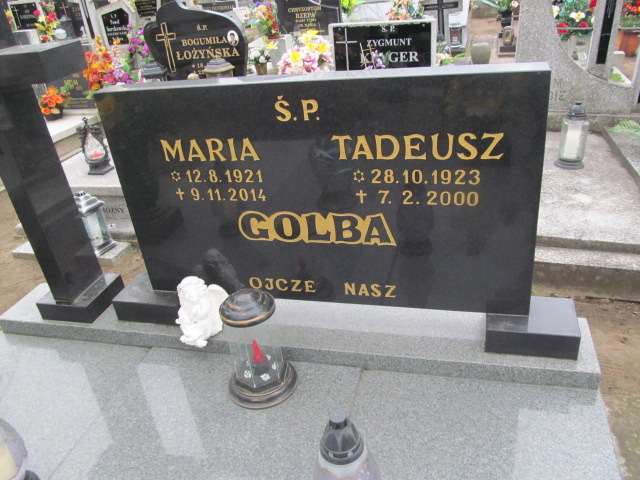 Ś.P.
BOGUMIŁA
ŁOŻYŃSKA
Ś.P.
ZYGMUNT
Ś.P.
MARIA TADEUSZ
✡ 12.8.1921 ✡ 28.10.1923
✝ 9.11.2014 ✝ 7.2.2000
GOLBA
OJCZE NASZ